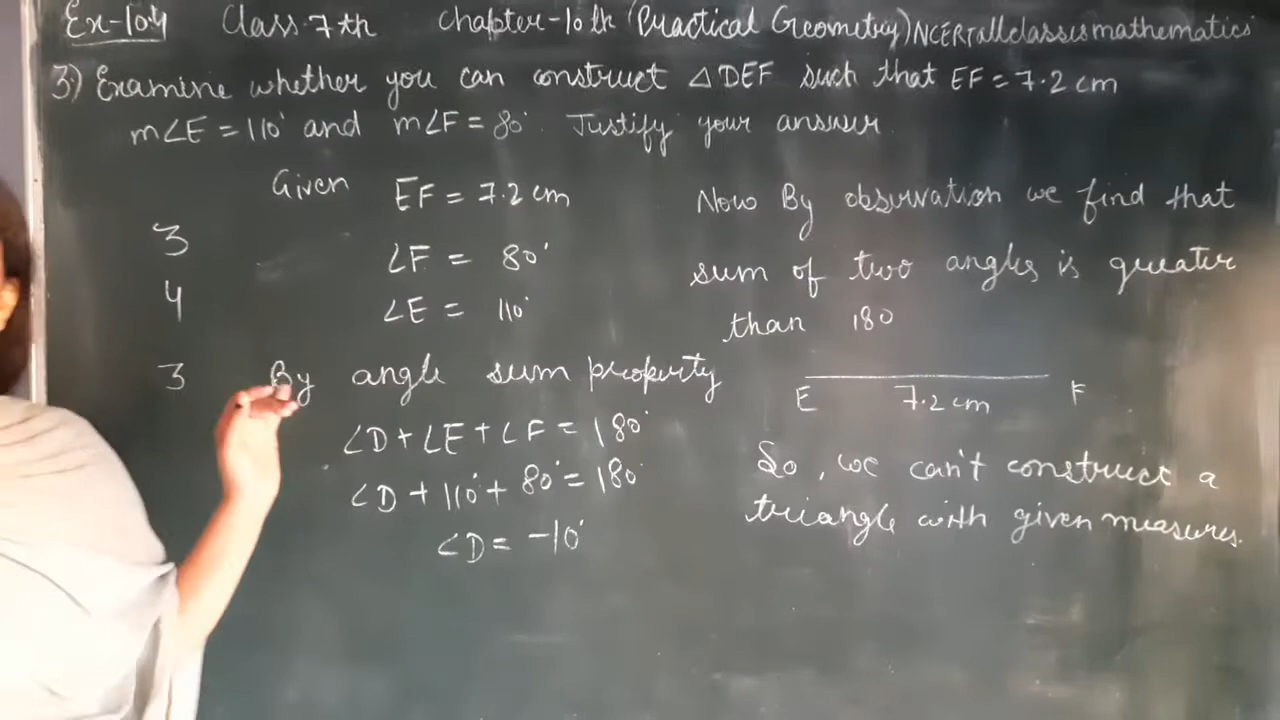 Ex-10.4 Class-7th Chapter-10th (Practical Geometry) NCERTallclassesmathematics
3) Examine whether you can construct △DEF such that EF = 7.2 cm
m∠E = 110° and m∠F = 80°. Justify your answer
Given EF = 7.2 cm
3 ∠F = 80°
4 ∠E = 110°
3 By angle sum property
∠D + ∠E + ∠F = 180°
∠D + 110° + 80° = 180°
∠D = -10°
Now By observation we find that
sum of two angles is greater
than 180
E 7.2 cm F
So, we can't construct a
triangle with given measures.